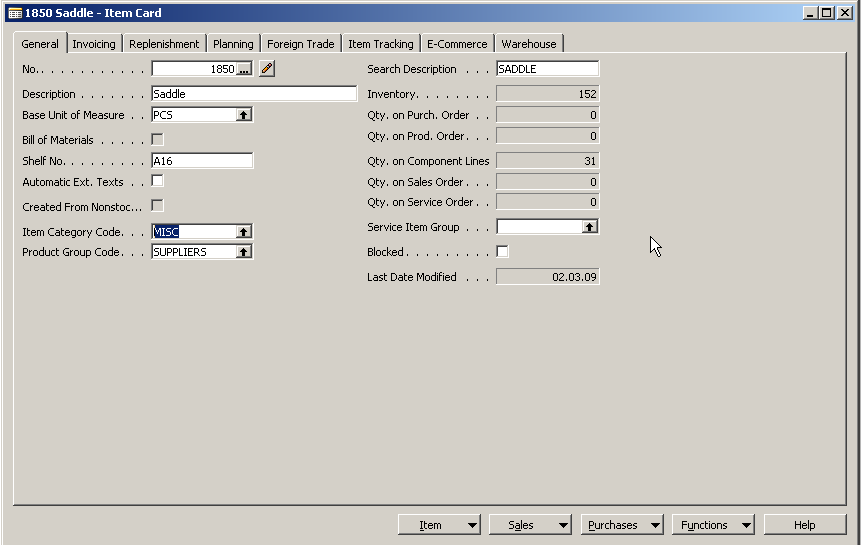 1850 Saddle - Item Card
General Invoicing Replenishment Planning Foreign Trade Item Tracking E-Commerce Warehouse
No. . . . . . . . . . . . 1850 ...
Description . . . . . . . Saddle
Base Unit of Measure . . PCS
Bill of Materials . . . . .
Shelf No. . . . . . . . . A16
Automatic Ext. Texts . .
Created From Nonstoc...
Item Category Code. . . MISC
Product Group Code. . . SUPPLIERS
Search Description . . . SADDLE
Inventory. . . . . . . . 152
Qty. on Purch. Order . . 0
Qty. on Prod. Order. . . 0
Qty. on Component Lines 31
Qty. on Sales Order. . . 0
Qty. on Service Order. . 0
Service Item Group . . .
Blocked . . . . . . . . .
Last Date Modified . . . 02.03.09
Item Sales Purchases Functions Help